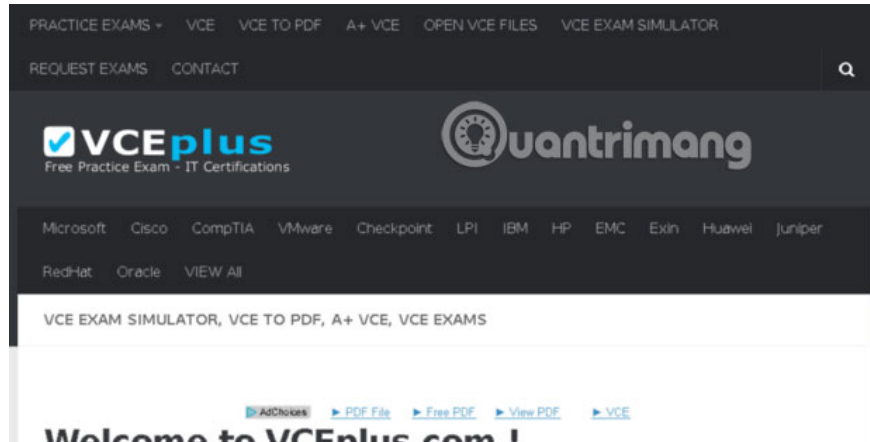 PRACTICE EXAMS VCE VCE TO PDF A+ VCE OPEN VCE FILES VCE EXAM SIMULATOR
REQUEST EXAMS CONTACT
VCEplus
Free Practice Exam - IT Certifications
Quantrimang
Microsoft Cisco CompTIA VMware Checkpoint LPI IBM HP EMC Exin Huawei Juniper
RedHat Oracle VIEW All
VCE EXAM SIMULATOR, VCE TO PDF, A+ VCE, VCE EXAMS
AdChoices PDF File Free PDF View PDF VCE
Welcome to VCEplus.com !